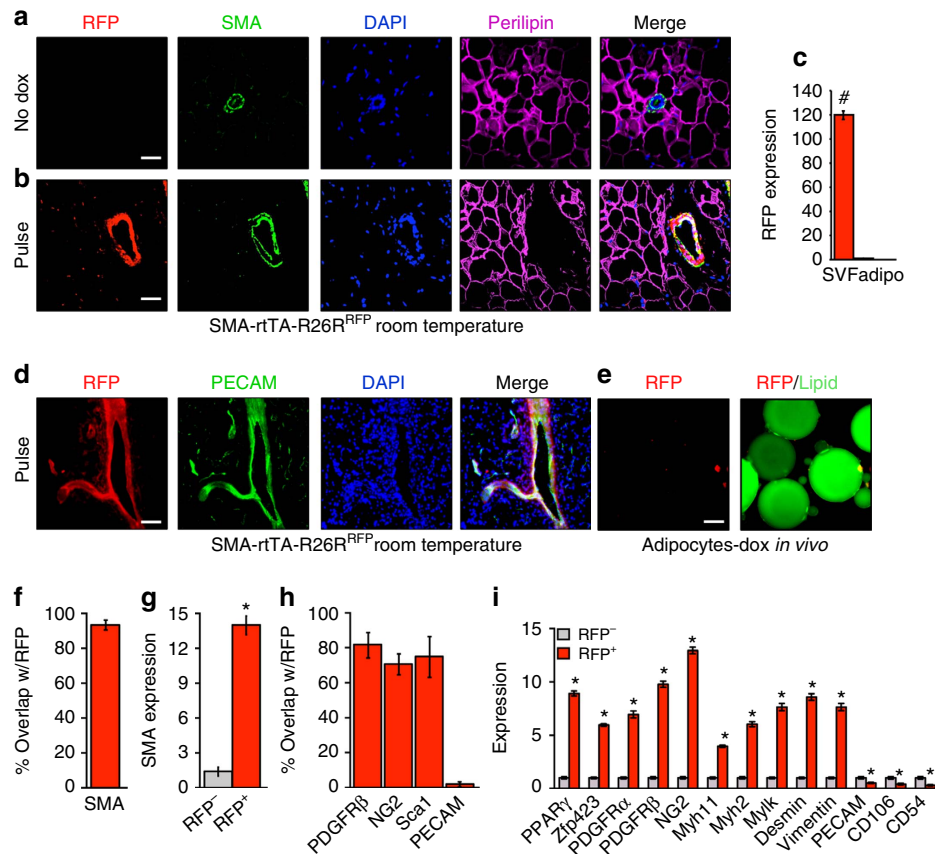 a
RFP SMA DAPI Perilipin Merge
No dox
b
Pulse
SMA-rtTA-R26R^RFP room temperature
c
RFP expression
140
120
100
80
60
40
20
0
#
SVF adipo
d
RFP PECAM DAPI Merge
Pulse
SMA-rtTA-R26R^RFP room temperature
e
RFP RFP/Lipid
Adipocytes-dox in vivo
f
% Overlap w/RFP
100
80
60
40
20
0
SMA
g
SMA expression
15
12
9
6
3
0
*
RFP⁻ RFP⁺
h
% Overlap w/RFP
100
80
60
40
20
0
PDGFRβ NG2 Sca1 PECAM
i
RFP⁻
RFP⁺
Expression
15
10
5
0
* * * * * * * * * * * * *
PPARγ Zfp423 PDGFRα PDGFRβ NG2 Myh11 Myh2 Mylk Desmin Vimentin PECAM CD106 CD54